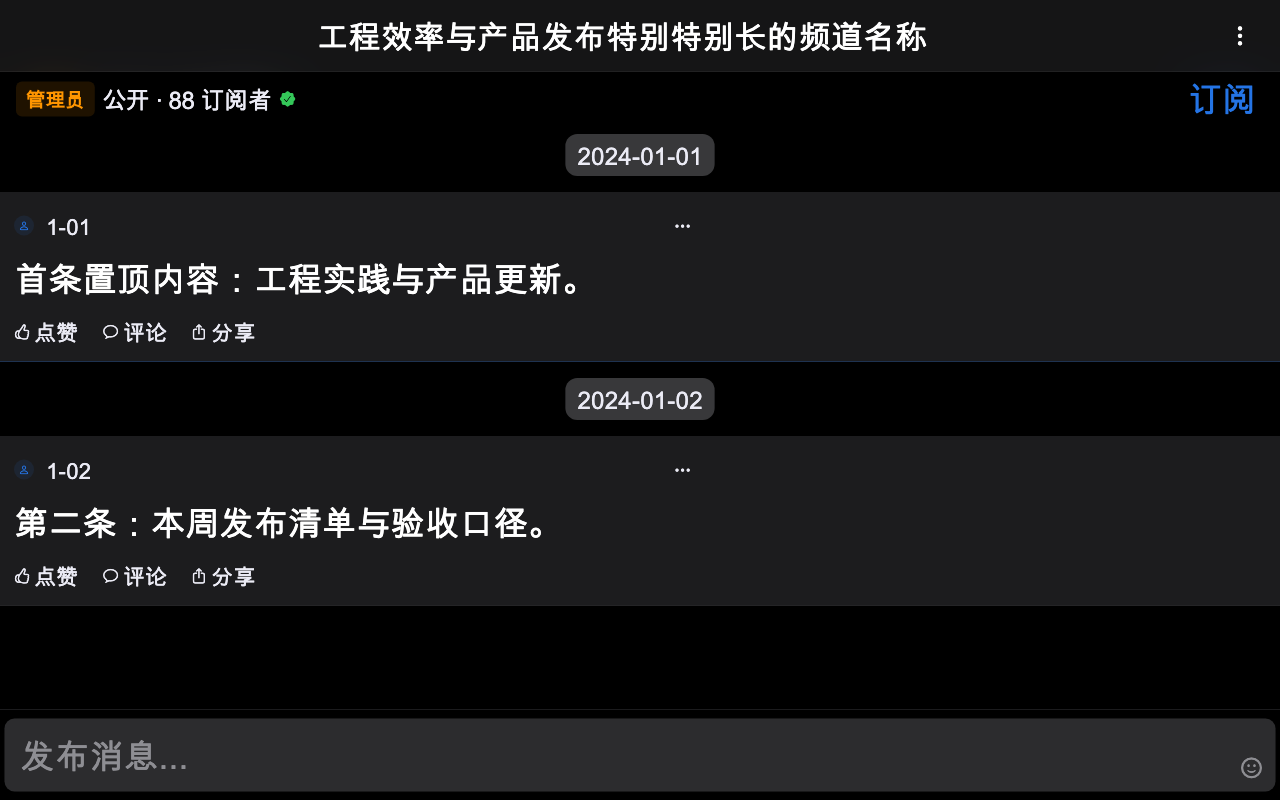 工程效率与产品发布特别特别长的频道名称
管理员 公开 · 88 订阅者 订阅
2024-01-01
1-01
首条置顶内容：工程实践与产品更新。
点赞 评论 分享
2024-01-02
1-02
第二条：本周发布清单与验收口径。
点赞 评论 分享
发布消息...